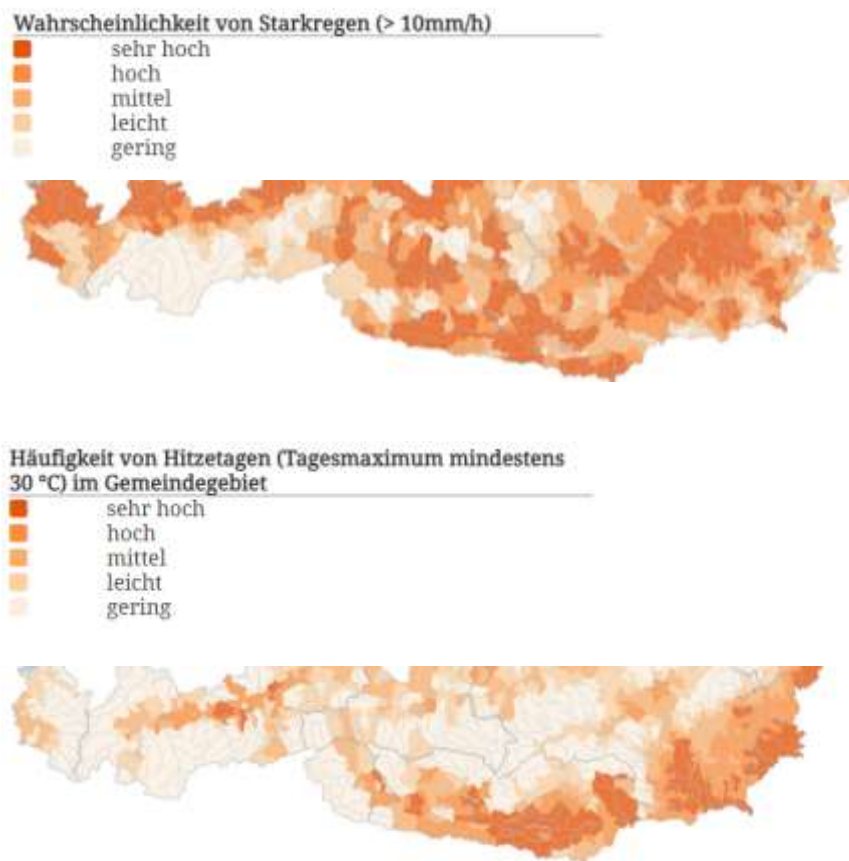 Wahrscheinlichkeit von Starkregen (> 10mm/h)
sehr hoch
hoch
mittel
leicht
gering
Häufigkeit von Hitzetagen (Tagesmaximum mindestens
30 °C) im Gemeindegebiet
sehr hoch
hoch
mittel
leicht
gering